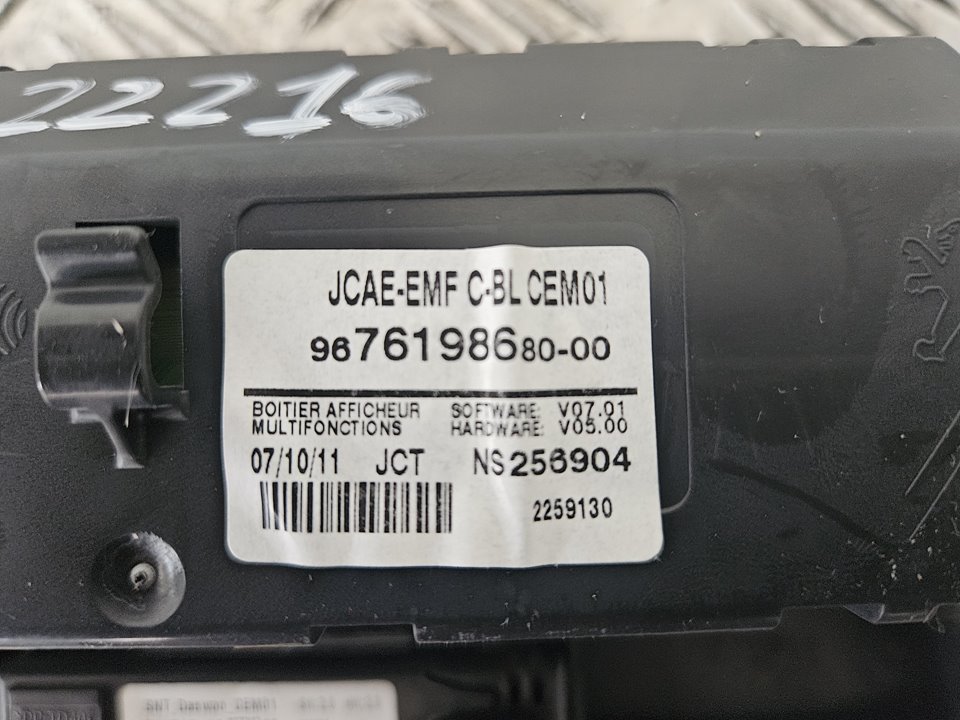 22216
JCAE-EMF C-BL CEM01
9676198680-00
BOITIER AFFICHEUR SOFTWARE: V07.01
MULTIFONCTIONS HARDWARE: V05.00
07/10/11 JCT NS256904
2259130